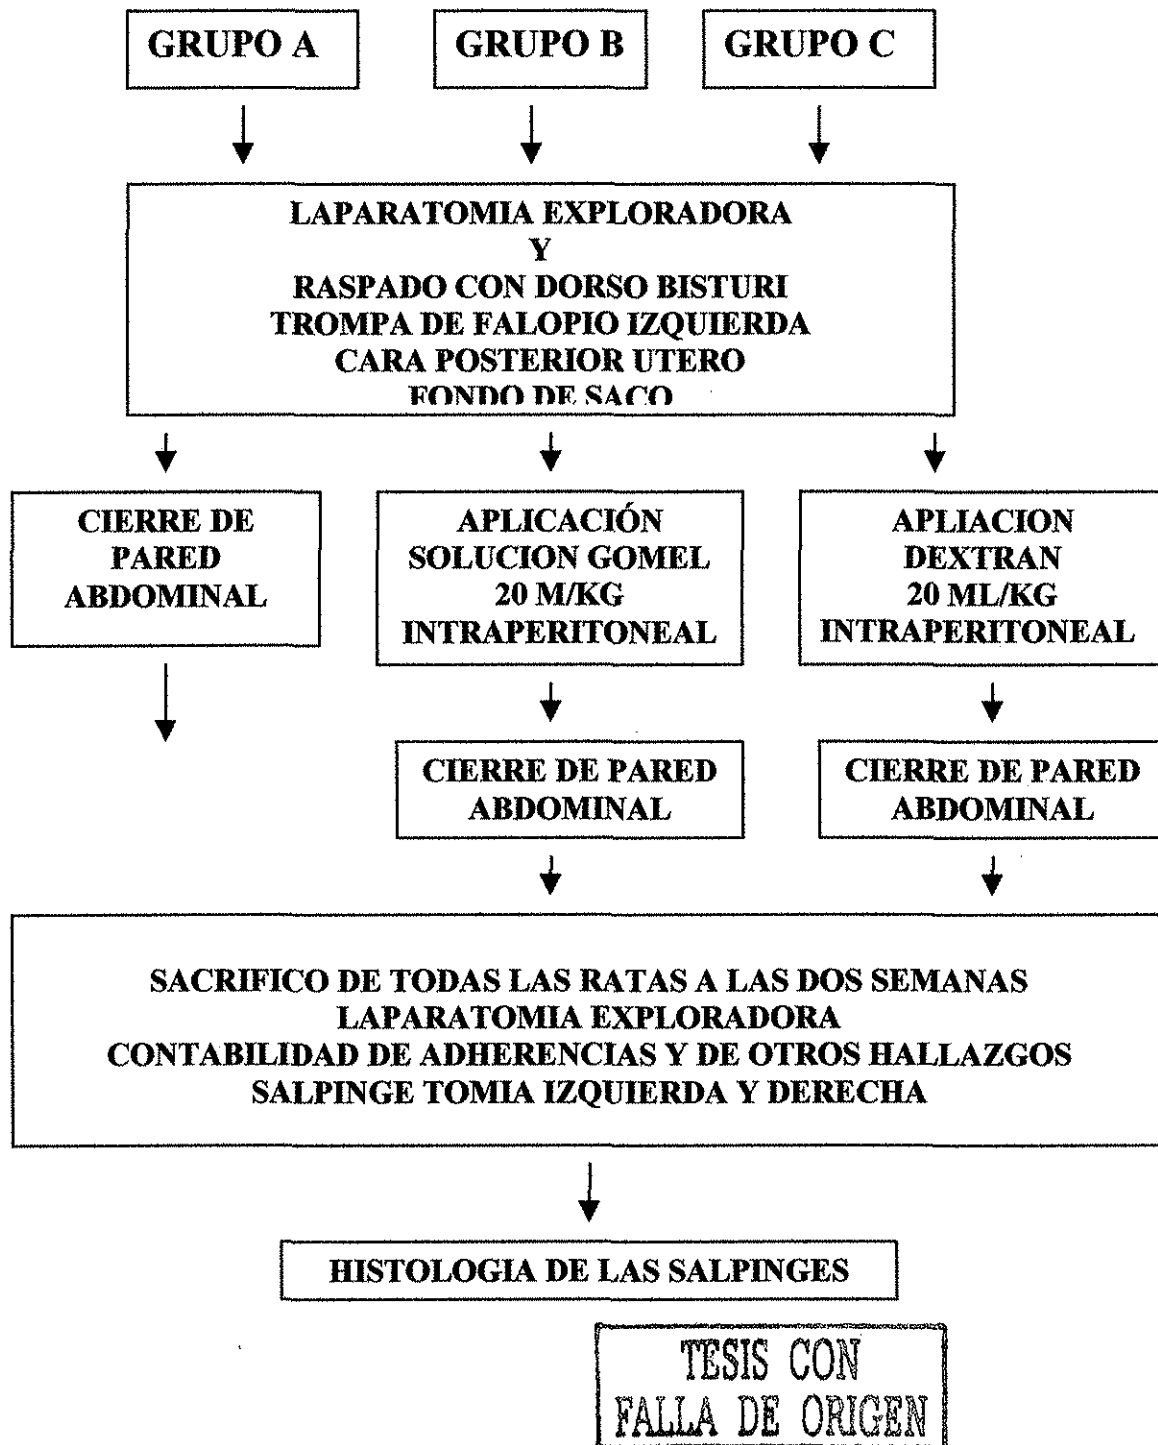 GRUPO A
GRUPO B
GRUPO C
LAPARATOMIA EXPLORADORA
Y
RASPADO CON DORSO BISTURI
TROMPA DE FALOPIO IZQUIERDA
CARA POSTERIOR UTERO
FONDO DE SACO
CIERRE DE
PARED
ABDOMINAL
APLICACIÓN
SOLUCION GOMEL
20 M/KG
INTRAPERITONEAL
APLIACION
DEXTRAN
20 ML/KG
INTRAPERITONEAL
CIERRE DE PARED
ABDOMINAL
CIERRE DE PARED
ABDOMINAL
SACRIFICO DE TODAS LAS RATAS A LAS DOS SEMANAS
LAPARATOMIA EXPLORADORA
CONTABILIDAD DE ADHERENCIAS Y DE OTROS HALLAZGOS
SALPINGE TOMIA IZQUIERDA Y DERECHA
HISTOLOGIA DE LAS SALPINGES
TESIS CON
FALLA DE ORIGEN